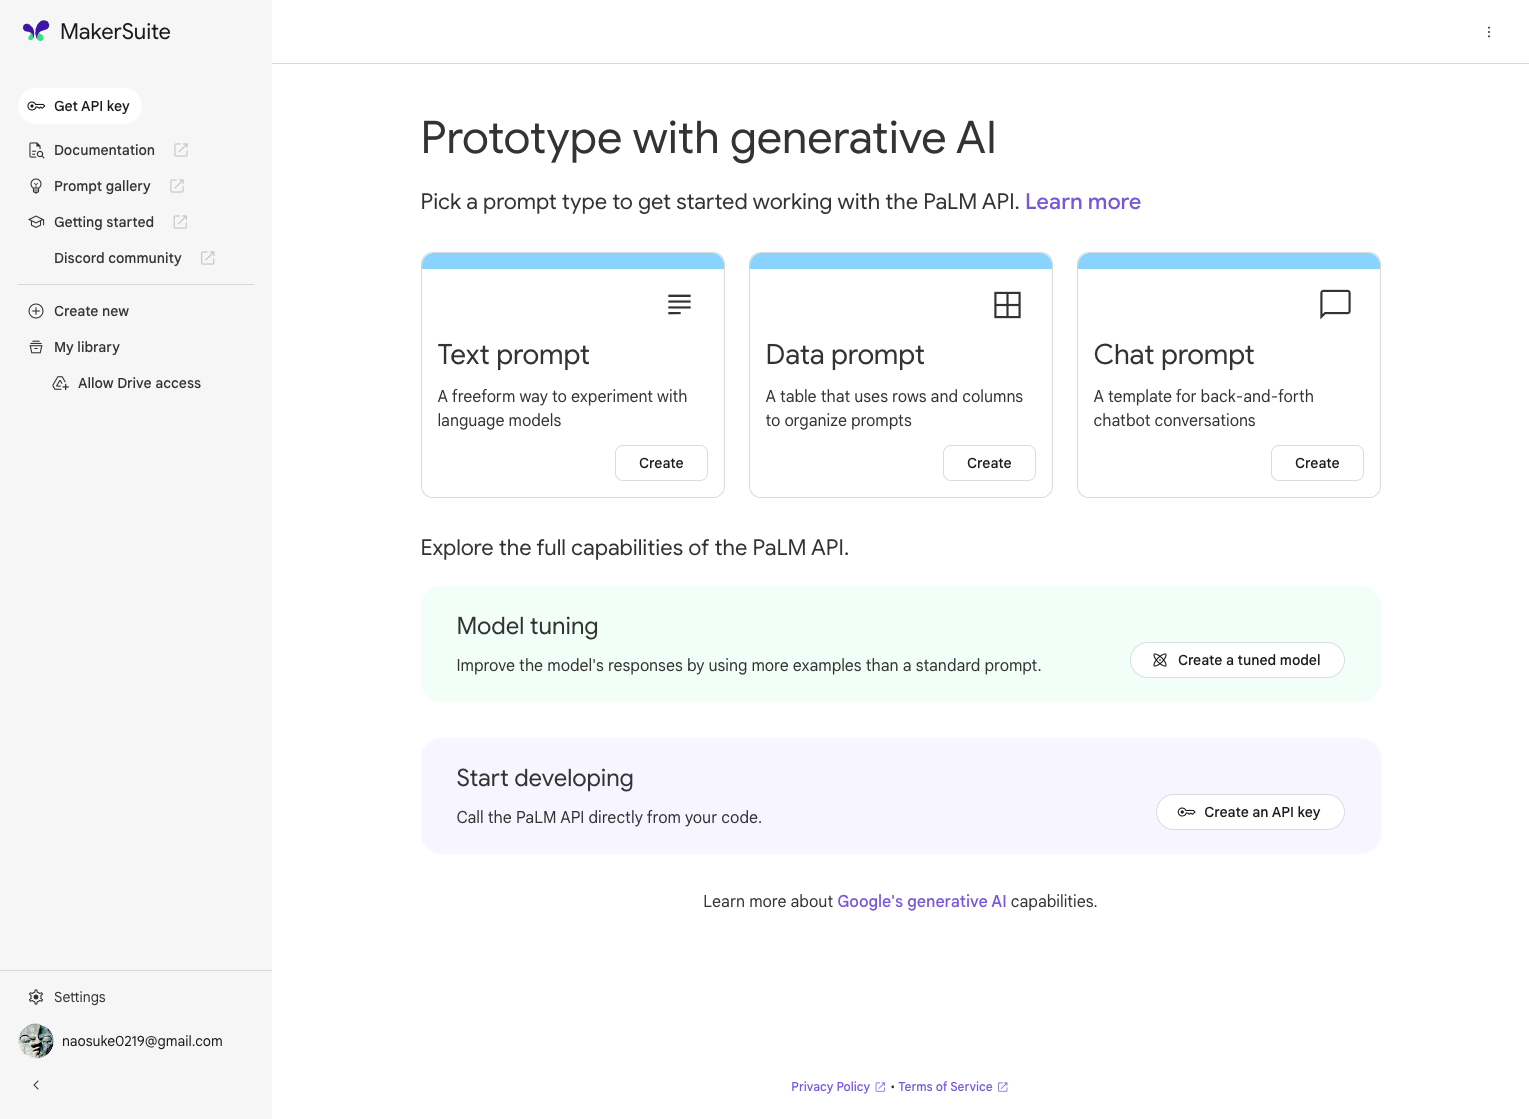 MakerSuite
Get API key
Documentation
Prompt gallery
Getting started
Discord community
Create new
My library
Allow Drive access
Settings
naosuke0219@gmail.com
Prototype with generative AI
Pick a prompt type to get started working with the PaLM API. Learn more
Text prompt
A freeform way to experiment with
language models
Create
Data prompt
A table that uses rows and columns
to organize prompts
Create
Chat prompt
A template for back-and-forth
chatbot conversations
Create
Explore the full capabilities of the PaLM API.
Model tuning
Improve the model's responses by using more examples than a standard prompt.
Create a tuned model
Start developing
Call the PaLM API directly from your code.
Create an API key
Learn more about Google's generative AI capabilities.
Privacy Policy • Terms of Service